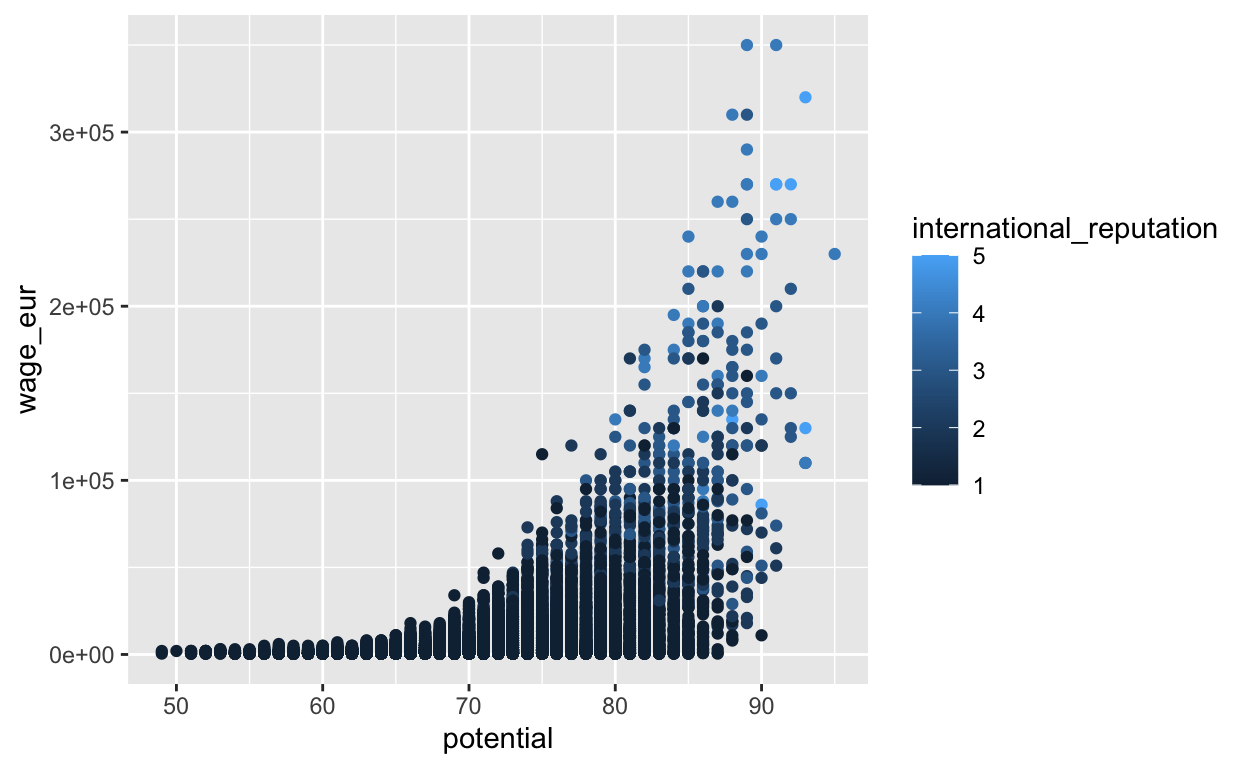 3e+05
2e+05
1e+05
0e+00
wage_eur
50 60 70 80 90
potential
international_reputation
5
4
3
2
1